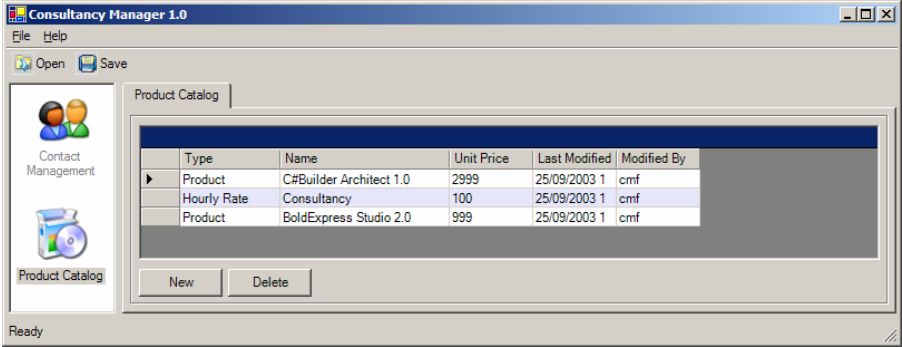 Consultancy Manager 1.0
File Help
Open Save
Contact
Management
Product Catalog
Product Catalog
Type Name Unit Price Last Modified Modified By
Product C#Builder Architect 1.0 2999 25/09/2003 1 cmf
Hourly Rate Consultancy 100 25/09/2003 1 cmf
Product BoldExpress Studio 2.0 999 25/09/2003 1 cmf
New Delete
Ready